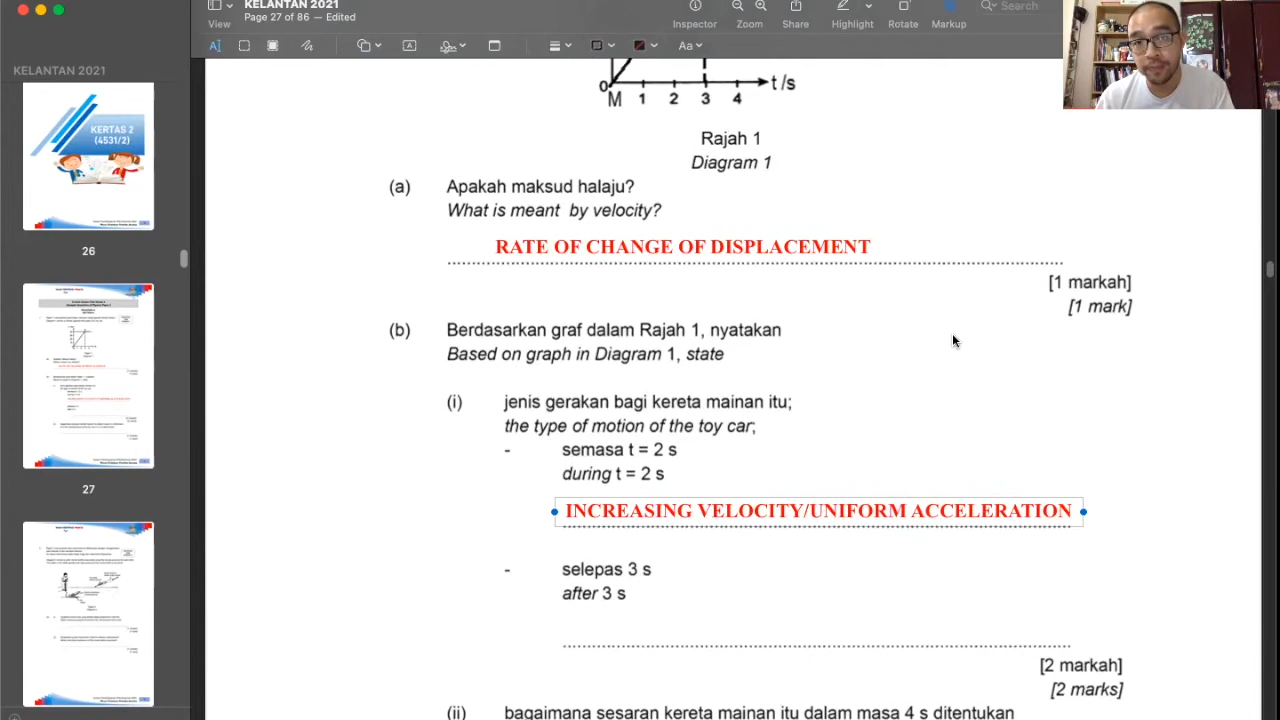 KELANTAN 2021
Page 27 of 86 — Edited
View
Inspector
Zoom
Share
Highlight
Rotate
Markup
Search
Aa
KELANTAN 2021
KERTAS 2
(4531/2)
26
27
0
M
1
2
3
4
t /s
Rajah 1
Diagram 1
(a) Apakah maksud halaju?
What is meant by velocity?
RATE OF CHANGE OF DISPLACEMENT
[1 markah]
[1 mark]
(b) Berdasarkan graf dalam Rajah 1, nyatakan
Based on graph in Diagram 1, state
(i) jenis gerakan bagi kereta mainan itu;
the type of motion of the toy car;
- semasa t = 2 s
during t = 2 s
INCREASING VELOCITY/UNIFORM ACCELERATION
- selepas 3 s
after 3 s
[2 markah]
[2 marks]
(ii) bagaimana sesaran kereta mainan itu dalam masa 4 s ditentukan